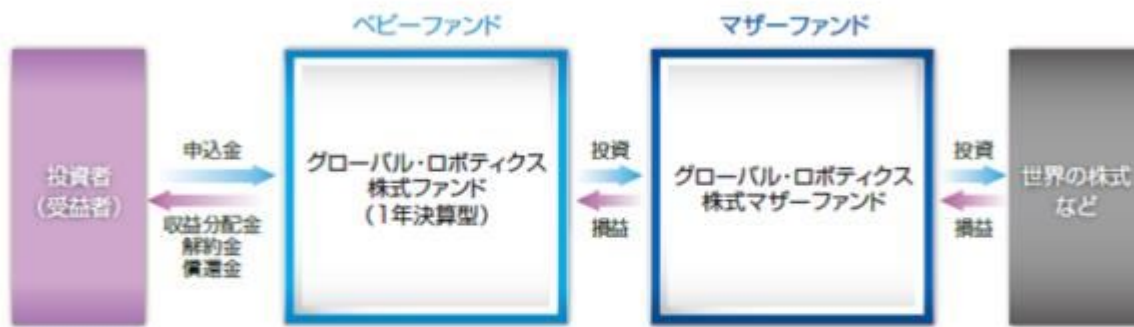 ベビーファンド
マザーファンド
投資者
(受益者)
申込金
収益分配金
解約金
償還金
グローバル・ロボティクス
株式ファンド
(1年決算型)
投資
損益
グローバル・ロボティクス
株式マザーファンド
投資
損益
世界の株式
など